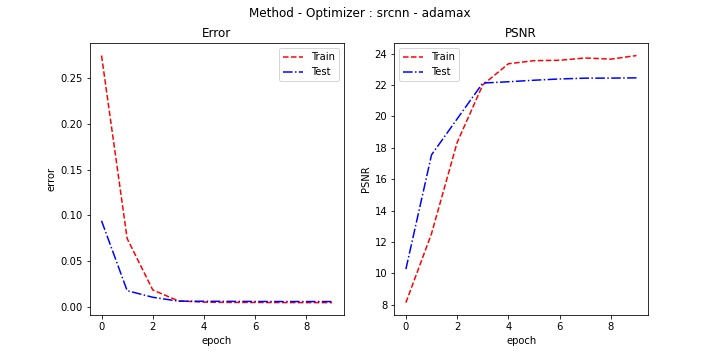 Method - Optimizer : srcnn - adamax
Error
Train
Test
0.25
0.20
0.15
0.10
0.05
0.00
error
0 2 4 6 8
epoch
PSNR
Train
Test
24
22
20
18
16
14
12
10
8
PSNR
0 2 4 6 8
epoch